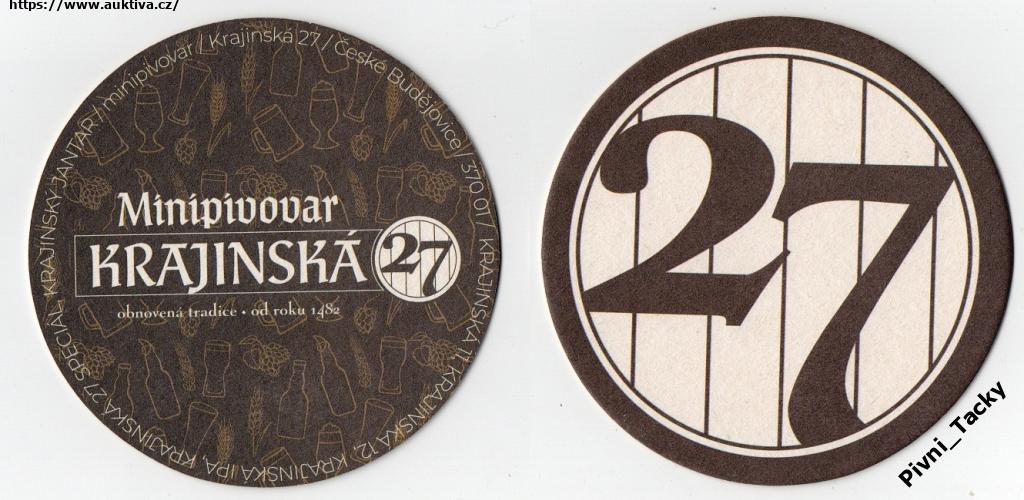 https://www.auktiva.cz/
minipivovar / Krajinská 27 / České Budějovice / 370 01 / KRAJINSKÁ 11, KRAJINSKÁ 12, KRAJINSKÁ IPA, KRAJINSKÁ 27 SPECIÁL, KRAJINSKÝ JANTAŘ /
Minipivovar
KRAJINSKÁ 27
obnovená tradice • od roku 1482
27
Pivni_Tacky